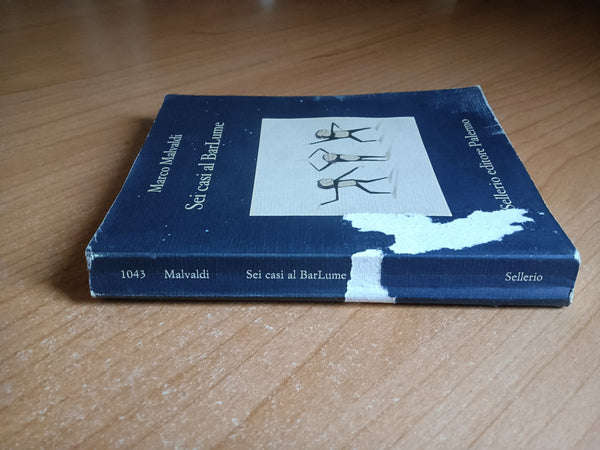 Marco Malvaldi
Sei casi al BarLume
Sellerio editore Palermo
1043 Malvaldi Sei casi al BarLume Sellerio